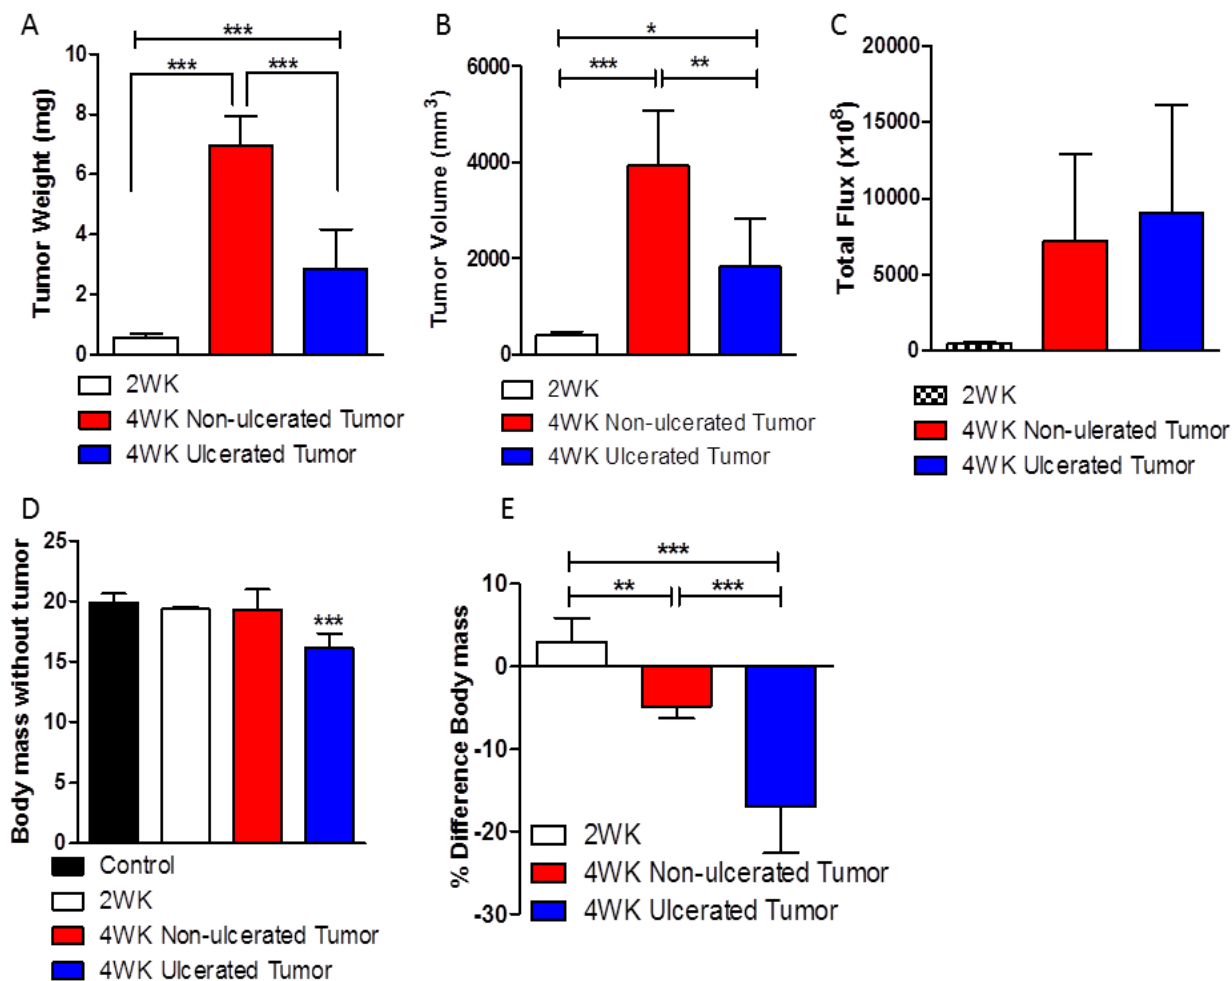 A
***
***
***
Tumor Weight (mg)
10
8
6
4
2
0
2WK
4WK Non-ulcerated Tumor
4WK Ulcerated Tumor
B
*
***
**
Tumor Volume (mm3)
6000
4000
2000
0
2WK
4WK Non-ulcerated Tumor
4WK Ulcerated Tumor
C
Total Flux (x10^8)
20000
15000
10000
5000
0
2WK
4WK Non-ulerated Tumor
4WK Ulcerated Tumor
D
Body mass without tumor
25
20
15
10
5
0
***
Control
2WK
4WK Non-ulcerated Tumor
4WK Ulcerated Tumor
E
***
**
***
% Difference Body mass
10
0
-10
-20
-30
2WK
4WK Non-ulcerated Tumor
4WK Ulcerated Tumor